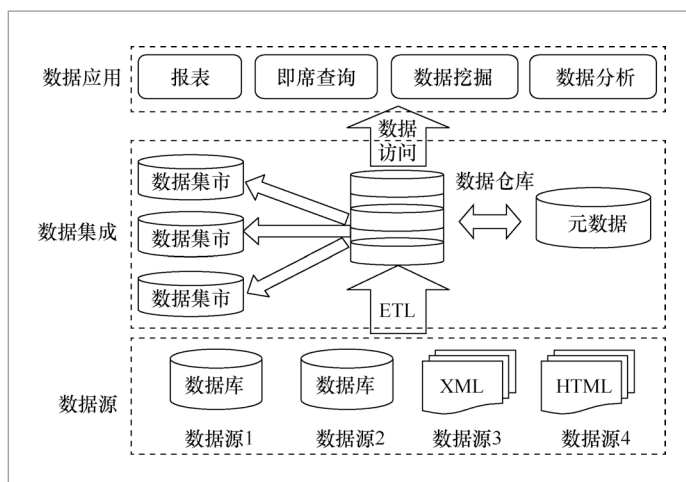 数据应用
报表
即席查询
数据挖掘
数据分析
数据
访问
数据集成
数据集市
数据集市
数据集市
数据仓库
元数据
ETL
数据源
数据库
数据库
XML
HTML
数据源1
数据源2
数据源3
数据源4